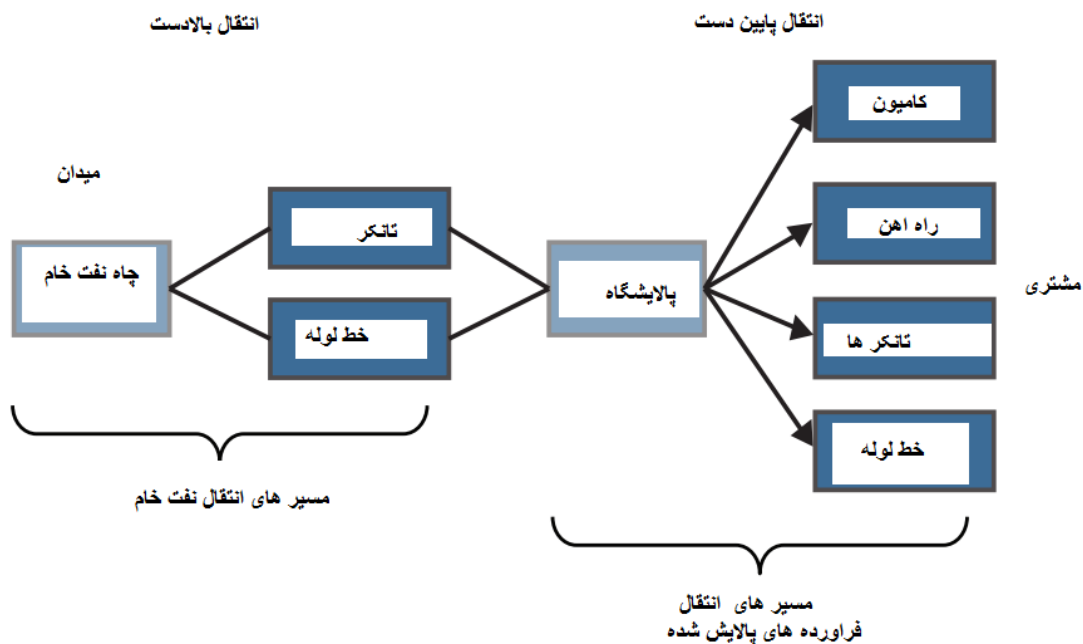 انتقال بالادست
انتقال پایین دست
میدان
چاه نفت خام
تانکر
خط لوله
پالایشگاه
کامیون
راه اهن
تانکر ها
خط لوله
مشتری
مسیر های انتقال نفت خام
مسیر های انتقال
فراورده های پالایش شده